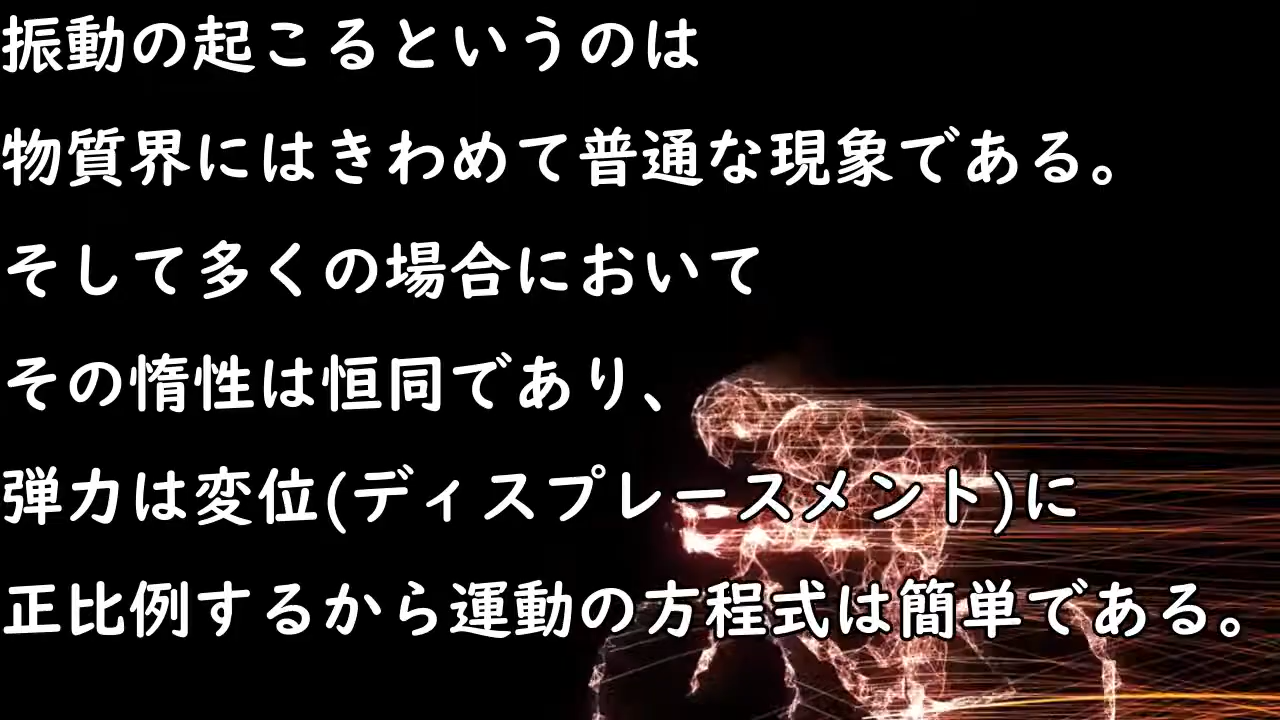 振動の起こるというのは
物質界にはきわめて普通な現象である。
そして多くの場合において
その惰性は恒同であり、
弾力は変位(ディスプレースメント)に
正比例するから運動の方程式は簡単である。